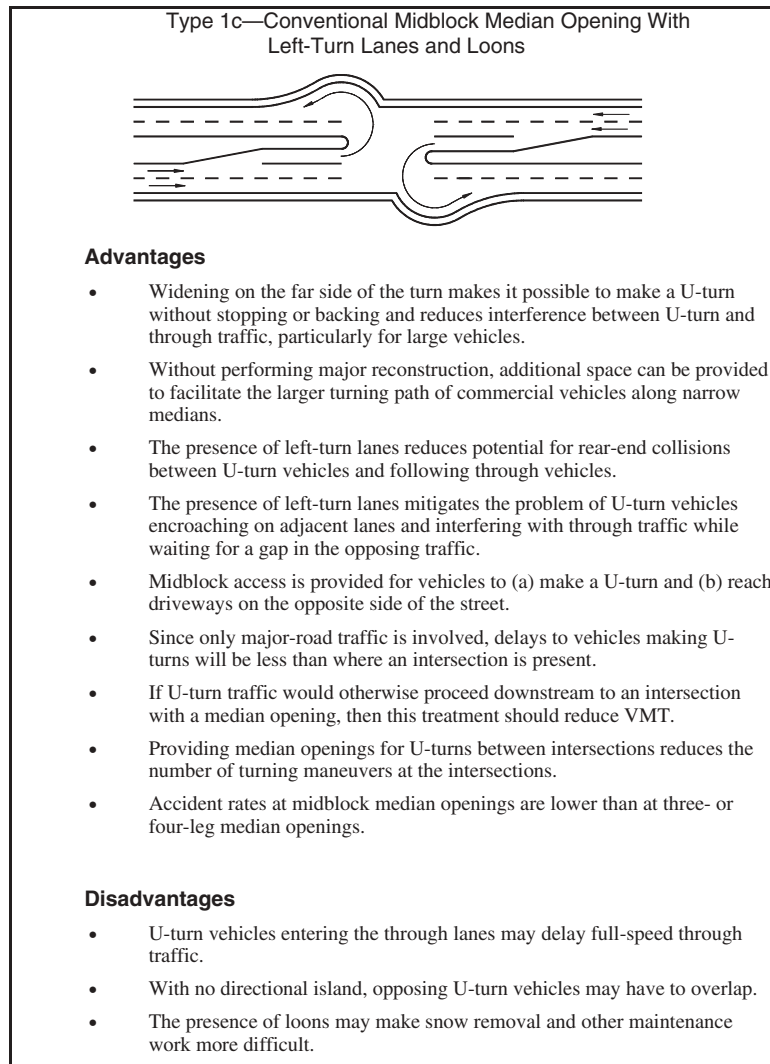 Type 1c—Conventional Midblock Median Opening With
Left-Turn Lanes and Loons
Advantages
• Widening on the far side of the turn makes it possible to make a U-turn
without stopping or backing and reduces interference between U-turn and
through traffic, particularly for large vehicles.
• Without performing major reconstruction, additional space can be provided
to facilitate the larger turning path of commercial vehicles along narrow
medians.
• The presence of left-turn lanes reduces potential for rear-end collisions
between U-turn vehicles and following through vehicles.
• The presence of left-turn lanes mitigates the problem of U-turn vehicles
encroaching on adjacent lanes and interfering with through traffic while
waiting for a gap in the opposing traffic.
• Midblock access is provided for vehicles to (a) make a U-turn and (b) reach
driveways on the opposite side of the street.
• Since only major-road traffic is involved, delays to vehicles making U-
turns will be less than where an intersection is present.
• If U-turn traffic would otherwise proceed downstream to an intersection
with a median opening, then this treatment should reduce VMT.
• Providing median openings for U-turns between intersections reduces the
number of turning maneuvers at the intersections.
• Accident rates at midblock median openings are lower than at three- or
four-leg median openings.
Disadvantages
• U-turn vehicles entering the through lanes may delay full-speed through
traffic.
• With no directional island, opposing U-turn vehicles may have to overlap.
• The presence of loons may make snow removal and other maintenance
work more difficult.